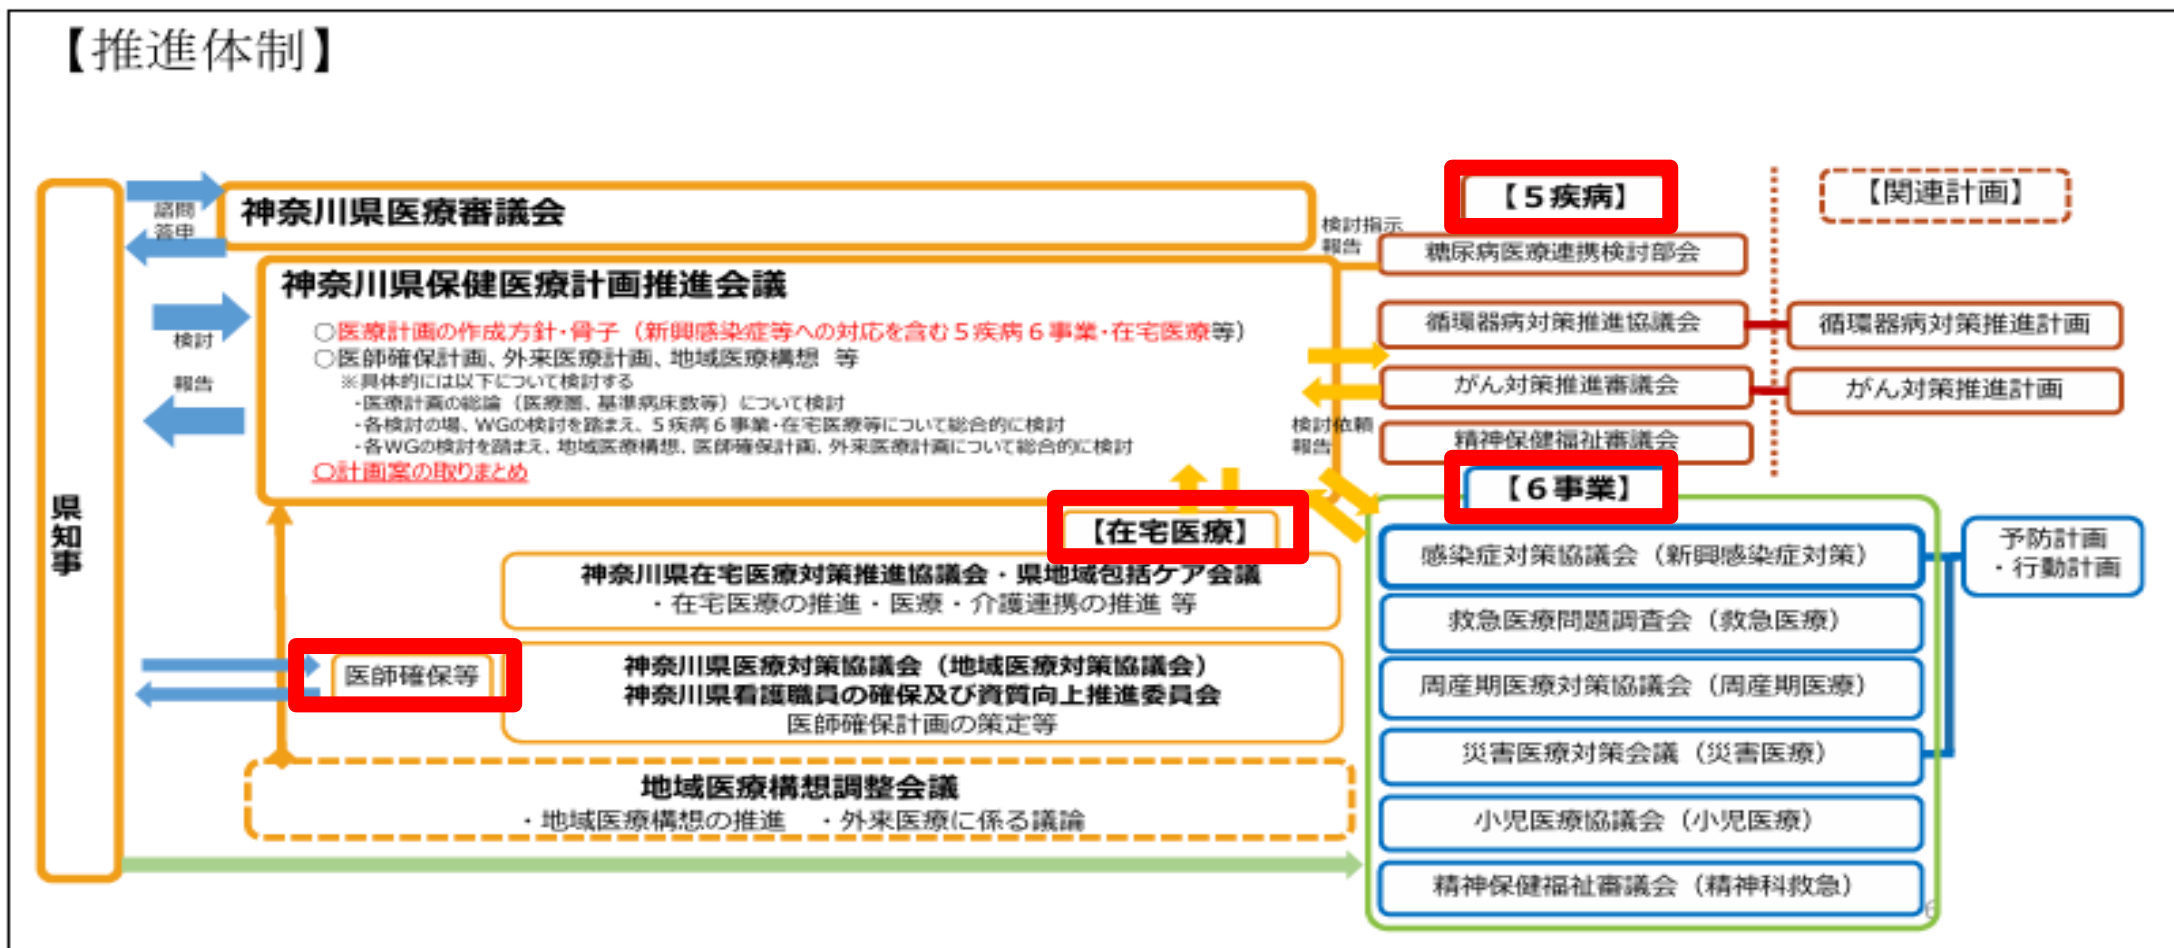 【推進体制】
県知事
諮問
答申
検討
報告
神奈川県医療審議会
神奈川県保健医療計画推進会議
○医療計画の作成方針・骨子（新興感染症等への対応を含む５疾病６事業・在宅医療等）
○医師確保計画、外来医療計画、地域医療構想 等
※具体的には以下について検討する
・医療計画の総論（医療圏、基準病床数等）について検討
・各検討の場、WGの検討を踏まえ、５疾病６事業・在宅医療等について総合的に検討
・各WGの検討を踏まえ、地域医療構想、医師確保計画、外来医療計画について総合的に検討
○計画案の取りまとめ
検討指示
報告
検討依頼
報告
【在宅医療】
神奈川県在宅医療対策推進協議会・県地域包括ケア会議
・在宅医療の推進・医療・介護連携の推進 等
医師確保等
神奈川県医療対策協議会（地域医療対策協議会）
神奈川県看護職員の確保及び資質向上推進委員会
医師確保計画の策定等
地域医療構想調整会議
・地域医療構想の推進　・外来医療に係る議論
【５疾病】
糖尿病医療連携検討部会
循環器病対策推進協議会
がん対策推進審議会
精神保健福祉審議会
【関連計画】
循環器病対策推進計画
がん対策推進計画
【６事業】
感染症対策協議会（新興感染症対策）
救急医療問題調査会（救急医療）
周産期医療対策協議会（周産期医療）
災害医療対策会議（災害医療）
小児医療協議会（小児医療）
精神保健福祉審議会（精神科救急）
予防計画
・行動計画
6